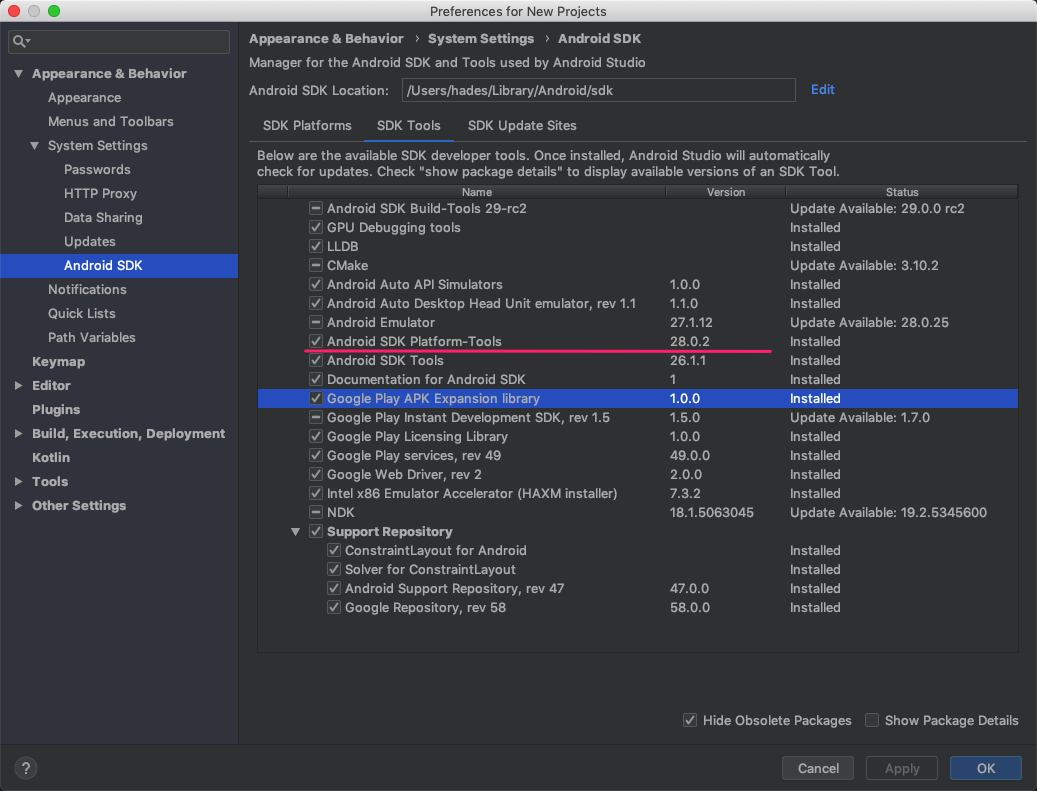 Preferences for New Projects
Appearance & Behavior
Appearance
Menus and Toolbars
System Settings
Passwords
HTTP Proxy
Data Sharing
Updates
Android SDK
Notifications
Quick Lists
Path Variables
Keymap
Editor
Plugins
Build, Execution, Deployment
Kotlin
Tools
Other Settings
Appearance & Behavior › System Settings › Android SDK
Manager for the Android SDK and Tools used by Android Studio
Android SDK Location: /Users/hades/Library/Android/sdk Edit
SDK Platforms SDK Tools SDK Update Sites
Below are the available SDK developer tools. Once installed, Android Studio will automatically
check for updates. Check "show package details" to display available versions of an SDK Tool.
Name Version Status
Android SDK Build-Tools 29-rc2 Update Available: 29.0.0 rc2
GPU Debugging tools Installed
LLDB Installed
CMake Update Available: 3.10.2
Android Auto API Simulators 1.0.0 Installed
Android Auto Desktop Head Unit emulator, rev 1.1 1.1.0 Installed
Android Emulator 27.1.12 Update Available: 28.0.25
Android SDK Platform-Tools 28.0.2 Installed
Android SDK Tools 26.1.1 Installed
Documentation for Android SDK 1 Installed
Google Play APK Expansion library 1.0.0 Installed
Google Play Instant Development SDK, rev 1.5 1.5.0 Update Available: 1.7.0
Google Play Licensing Library 1.0.0 Installed
Google Play services, rev 49 49.0.0 Installed
Google Web Driver, rev 2 2.0.0 Installed
Intel x86 Emulator Accelerator (HAXM installer) 7.3.2 Installed
NDK 18.1.5063045 Update Available: 19.2.5345600
Support Repository
ConstraintLayout for Android Installed
Solver for ConstraintLayout Installed
Android Support Repository, rev 47 47.0.0 Installed
Google Repository, rev 58 58.0.0 Installed
Hide Obsolete Packages Show Package Details
? Cancel Apply OK